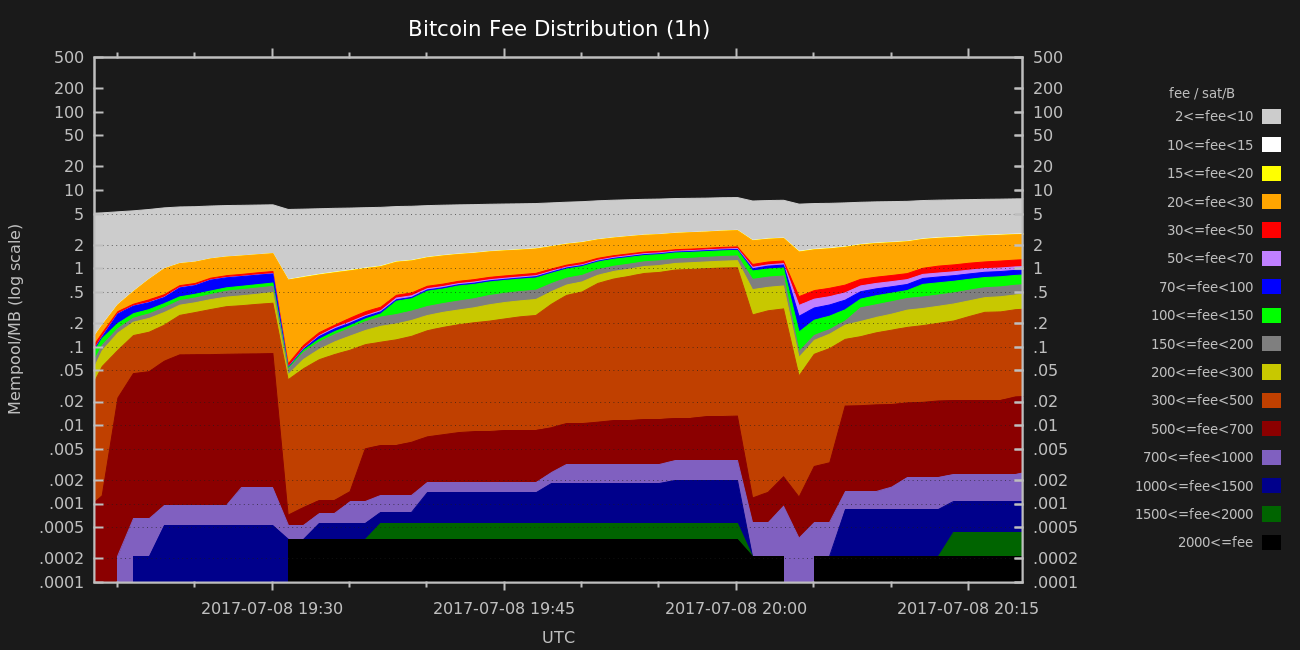 Bitcoin Fee Distribution (1h)
500 500
200 200
100 100
50 50
20 20
10 10
5 5
2 2
1 1
.5 .5
.2 .2
.1 .1
.05 .05
.02 .02
.01 .01
.005 .005
.002 .002
.001 .001
.0005 .0005
.0002 .0002
.0001 .0001
Mempool/MB (log scale)
2017-07-08 19:30 2017-07-08 19:45 2017-07-08 20:00 2017-07-08 20:15
UTC
fee / sat/B
2<=fee<10
10<=fee<15
15<=fee<20
20<=fee<30
30<=fee<50
50<=fee<70
70<=fee<100
100<=fee<150
150<=fee<200
200<=fee<300
300<=fee<500
500<=fee<700
700<=fee<1000
1000<=fee<1500
1500<=fee<2000
2000<=fee